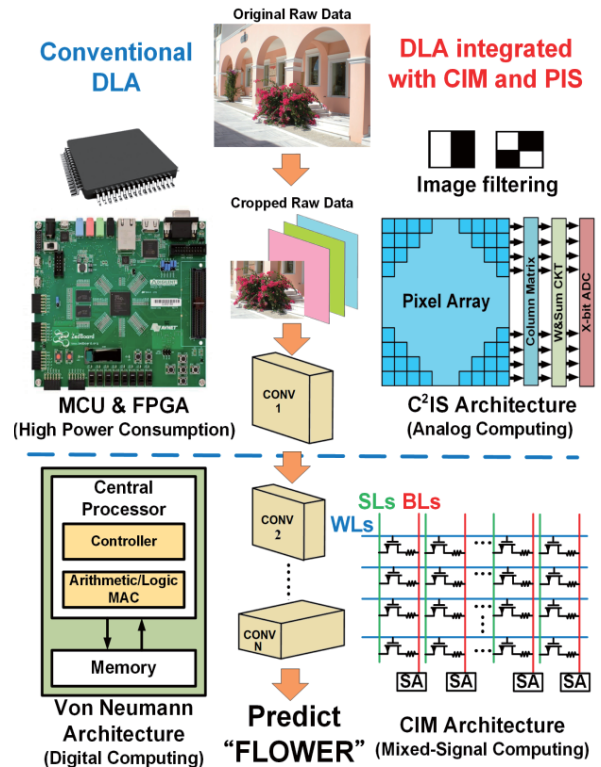 Original Raw Data
Conventional
DLA
DLA integrated
with CIM and PIS
Image filtering
Cropped Raw Data
Pixel Array
Column Matrix
W&Sum CKT
X-bit ADC
ZedBoard
MCU & FPGA
(High Power Consumption)
CONV
1
C²IS Architecture
(Analog Computing)
Central
Processor
Controller
Arithmetic/Logic
MAC
Memory
Von Neumann
Architecture
(Digital Computing)
CONV
2
CONV
N
Predict
“FLOWER”
SLs BLs
WLs
SA SA SA SA
CIM Architecture
(Mixed-Signal Computing)